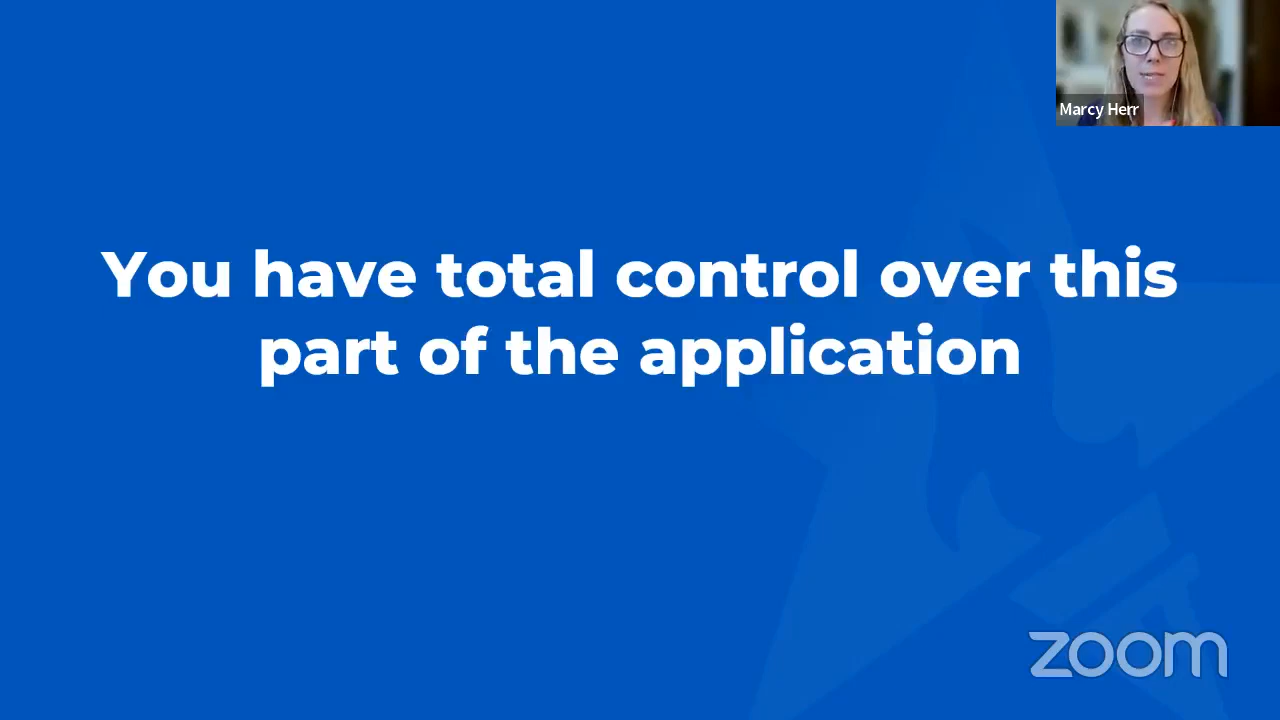 Marcy Herr
You have total control over this
part of the application
zoom